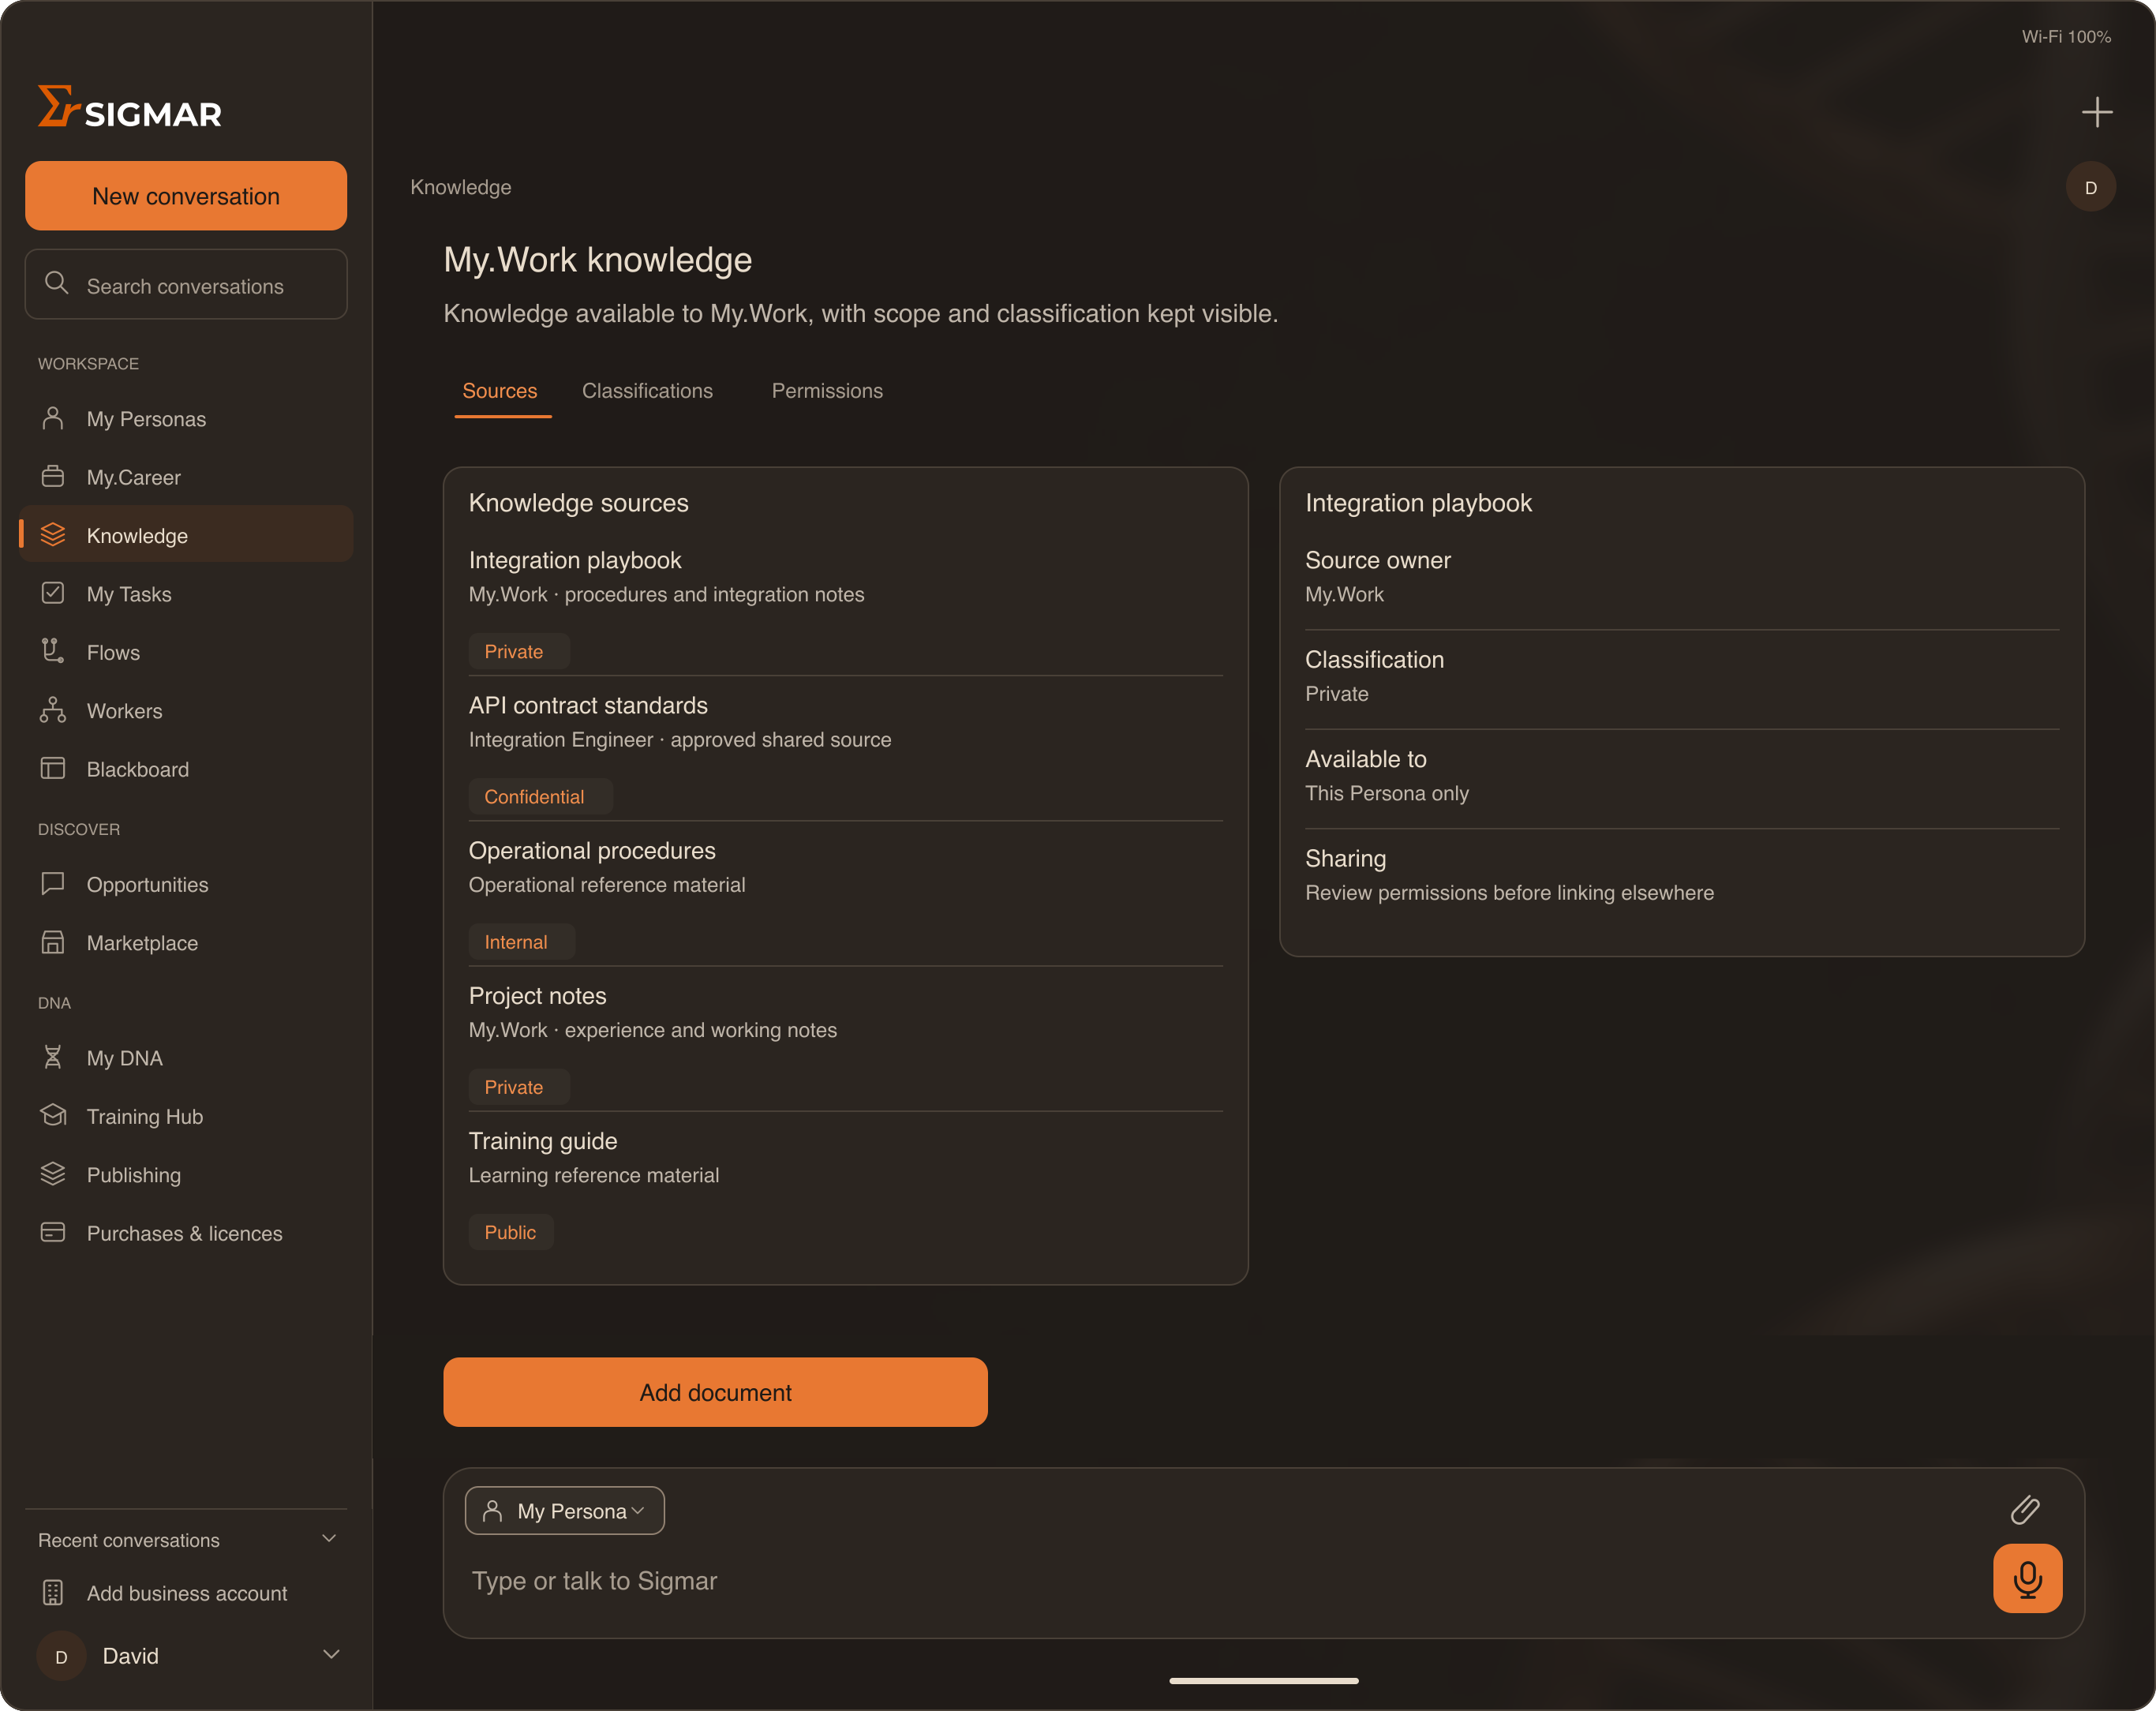 Wi-Fi 100%
Σr SIGMAR
New conversation
Search conversations
WORKSPACE
My Personas
My.Career
Knowledge
My Tasks
Flows
Workers
Blackboard
DISCOVER
Opportunities
Marketplace
DNA
My DNA
Training Hub
Publishing
Purchases & licences
Recent conversations
Add business account
D
David
Knowledge
D
My.Work knowledge
Knowledge available to My.Work, with scope and classification kept visible.
Sources
Classifications
Permissions
Knowledge sources
Integration playbook
My.Work · procedures and integration notes
Private
API contract standards
Integration Engineer · approved shared source
Confidential
Operational procedures
Operational reference material
Internal
Project notes
My.Work · experience and working notes
Private
Training guide
Learning reference material
Public
Integration playbook
Source owner
My.Work
Classification
Private
Available to
This Persona only
Sharing
Review permissions before linking elsewhere
Add document
My Persona
Type or talk to Sigmar